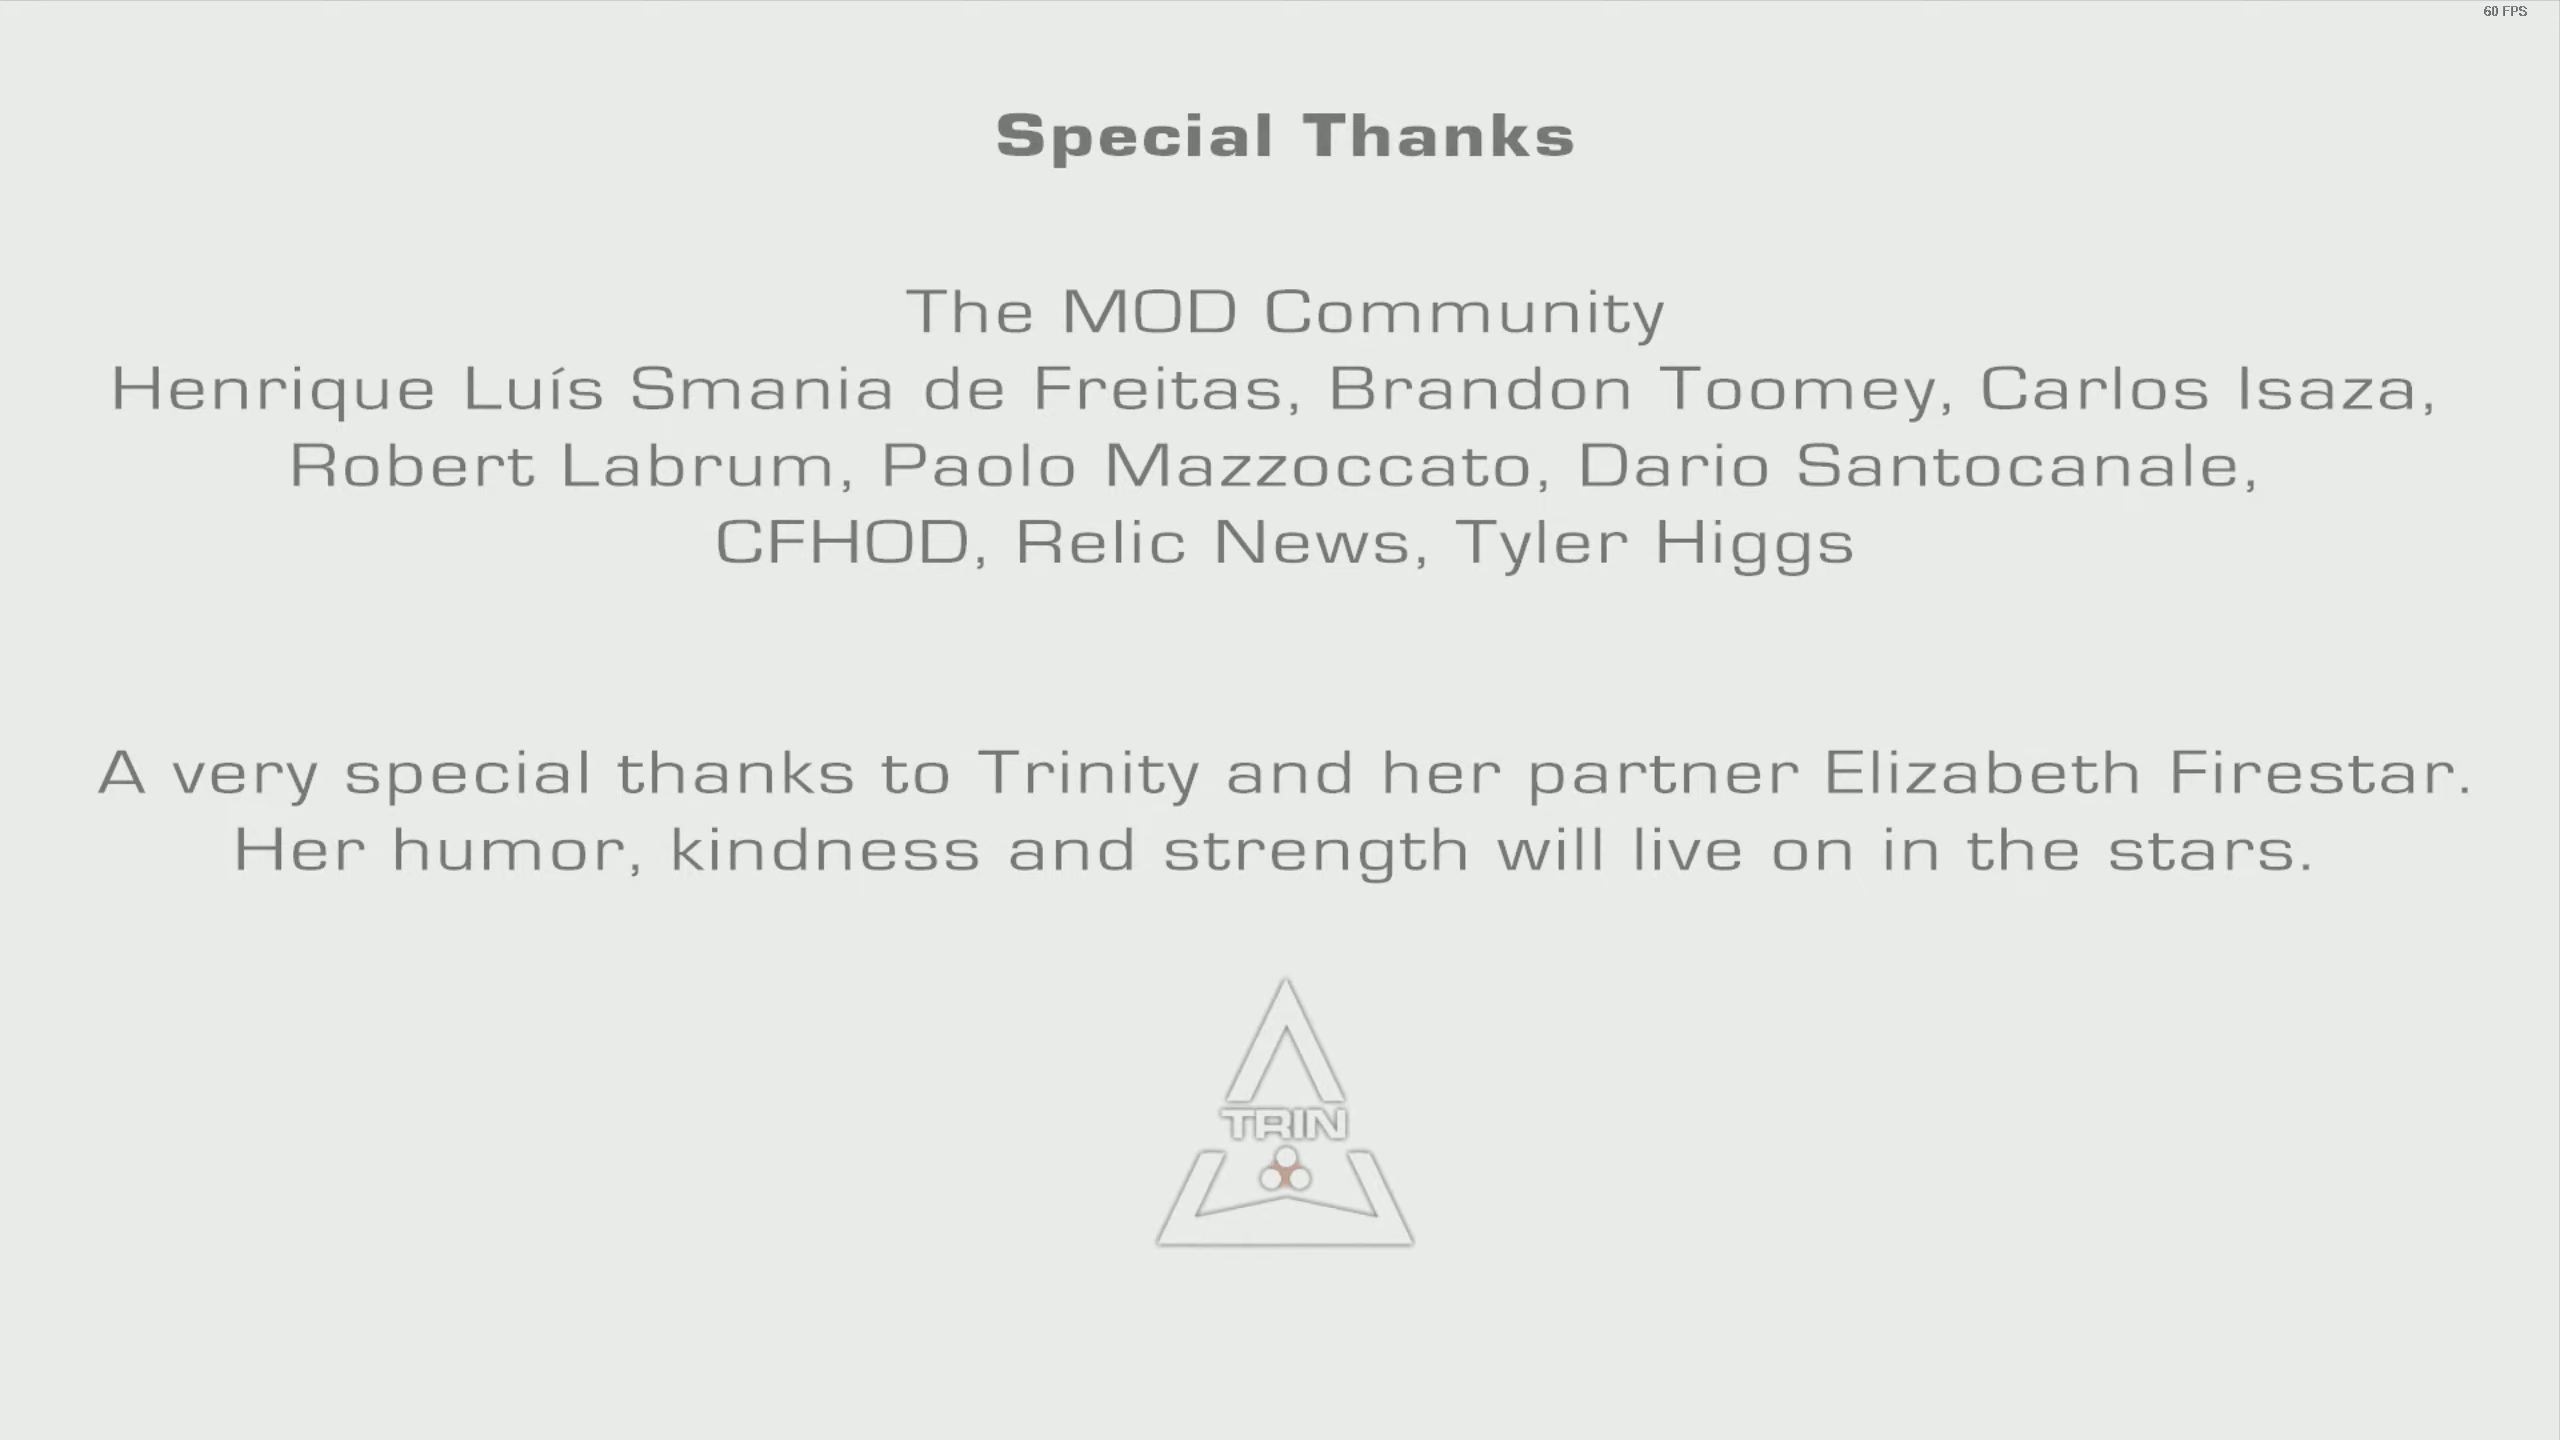 60 FPS
Special Thanks
The MOD Community
Henrique Luís Smania de Freitas, Brandon Toomey, Carlos Isaza,
Robert Labrum, Paolo Mazzoccato, Dario Santocanale,
CFHOD, Relic News, Tyler Higgs
A very special thanks to Trinity and her partner Elizabeth Firestar.
Her humor, kindness and strength will live on in the stars.
TRIN